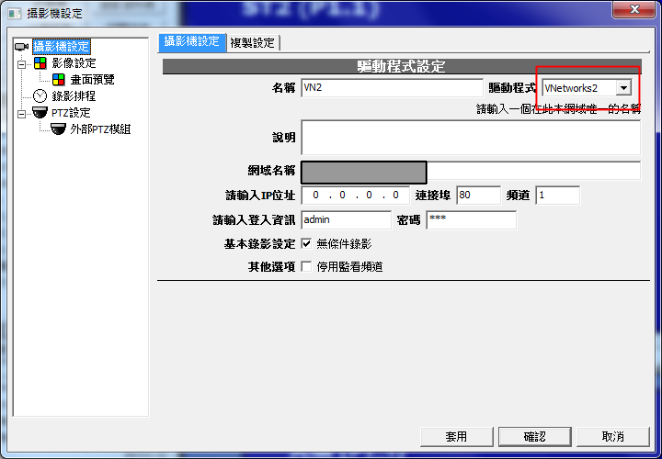 ST2 (P1.1)
攝影機設定
攝影機設定
影像設定
畫面預覽
錄影排程
PTZ設定
外部PTZ模組
攝影機設定 複製設定
驅動程式設定
名稱 VN2 驅動程式 VNetworks2
請輸入一個在此本網域唯一的名稱
說明
網域名稱
請輸入IP位址 0 . 0 . 0 . 0 連接埠 80 頻道 1
請輸入登入資訊 admin 密碼 ***
基本錄影設定 無條件錄影
其他選項 停用監看頻道
套用 確認 取消